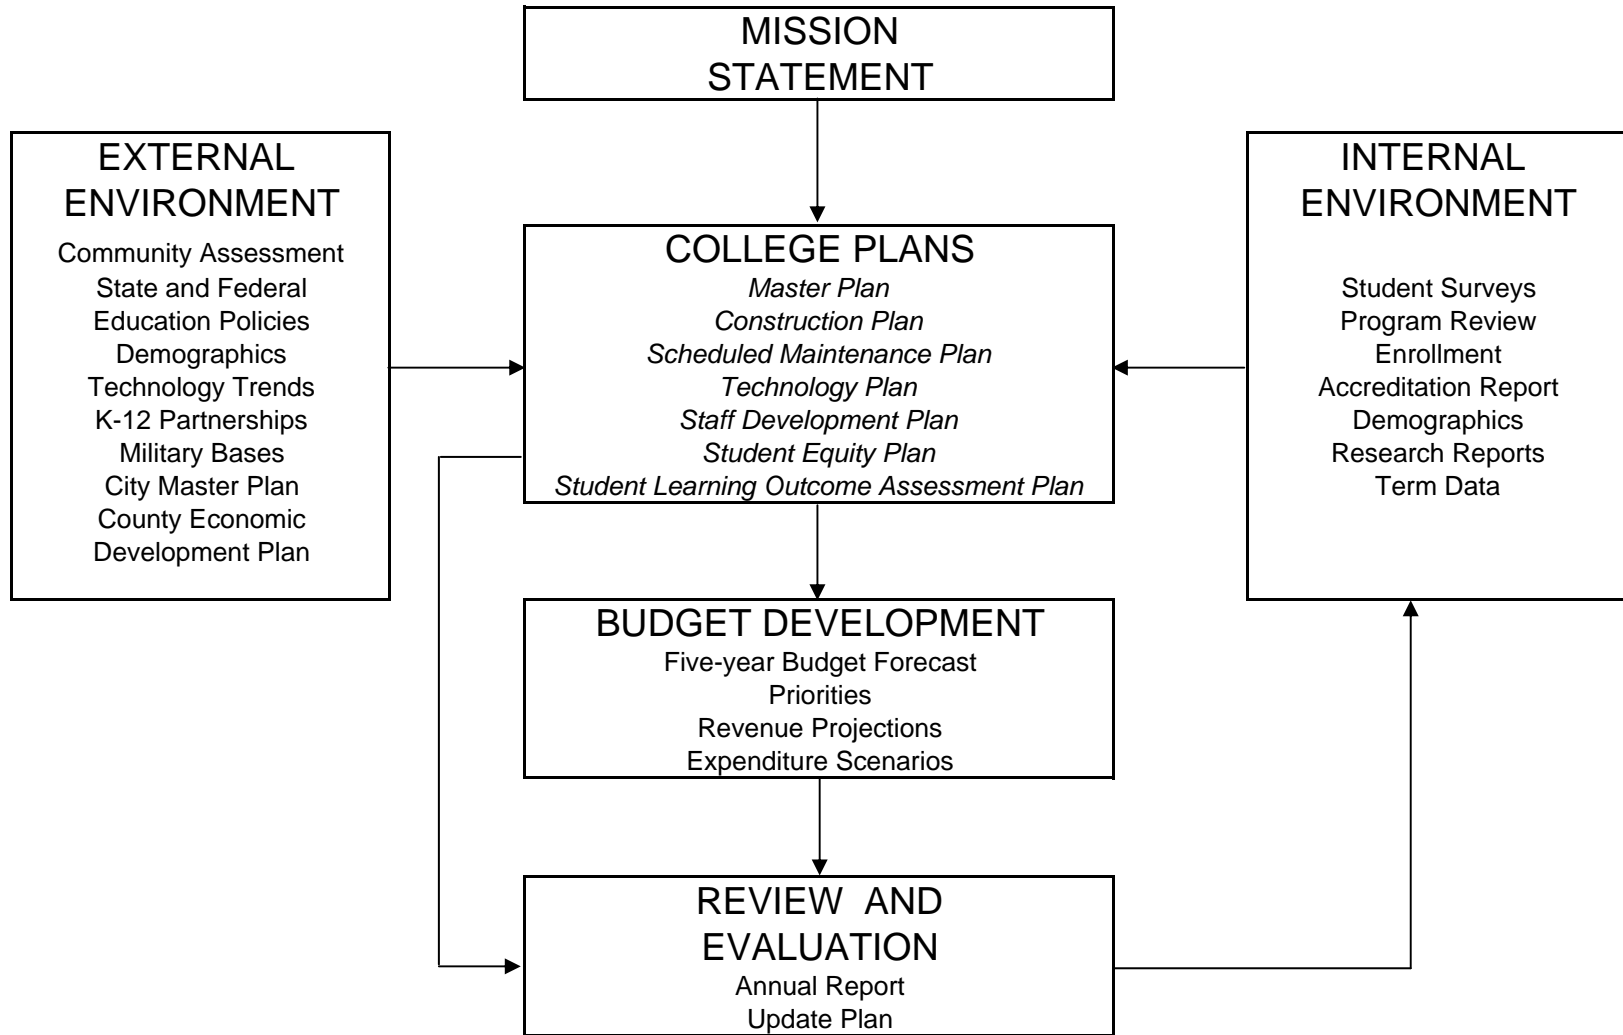 MISSION
STATEMENT
EXTERNAL
ENVIRONMENT
Community Assessment
State and Federal
Education Policies
Demographics
Technology Trends
K-12 Partnerships
Military Bases
City Master Plan
County Economic
Development Plan
COLLEGE PLANS
Master Plan
Construction Plan
Scheduled Maintenance Plan
Technology Plan
Staff Development Plan
Student Equity Plan
Student Learning Outcome Assessment Plan
INTERNAL
ENVIRONMENT
Student Surveys
Program Review
Enrollment
Accreditation Report
Demographics
Research Reports
Term Data
BUDGET DEVELOPMENT
Five-year Budget Forecast
Priorities
Revenue Projections
Expenditure Scenarios
REVIEW AND
EVALUATION
Annual Report
Update Plan